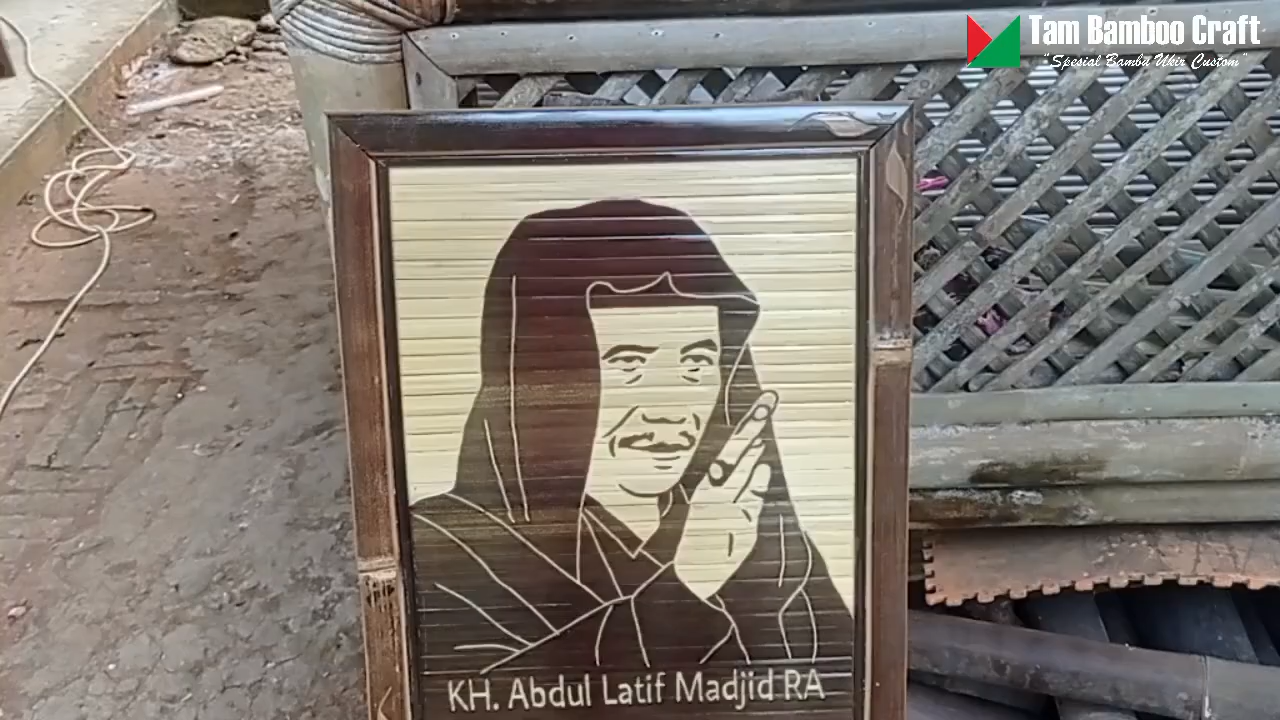 Tam Bamboo Craft
"Spesial Bambu Ukir Custom"
KH. Abdul Latif Madjid RA